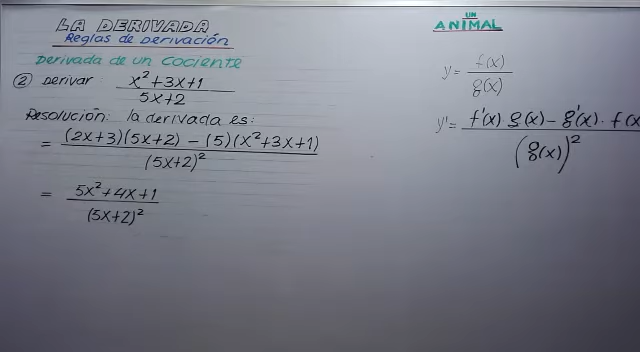 LA DERIVADA
Reglas de Derivación
Derivada de un Cociente
② Derivar (x²+3x+1)/(5x+2)
Resolución: la derivada es:
= ((2x+3)(5x+2) - (5)(x²+3x+1))/(5x+2)²
= (5x²+4x+1)/(5x+2)²
UN
ANIMAL
y = f(x)/g(x)
y' = (f'(x) g(x) - g'(x) · f(x)/(g(x))²